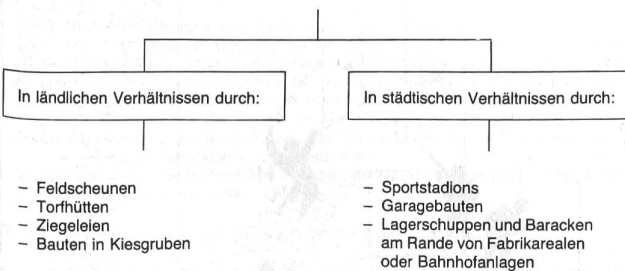 In ländlichen Verhältnissen durch:
In städtischen Verhältnissen durch:
– Feldscheunen
– Torfhütten
– Ziegeleien
– Bauten in Kiesgruben
– Sportstadions
– Garagebauten
– Lagerschuppen und Baracken
am Rande von Fabrikarealen
oder Bahnhofanlagen